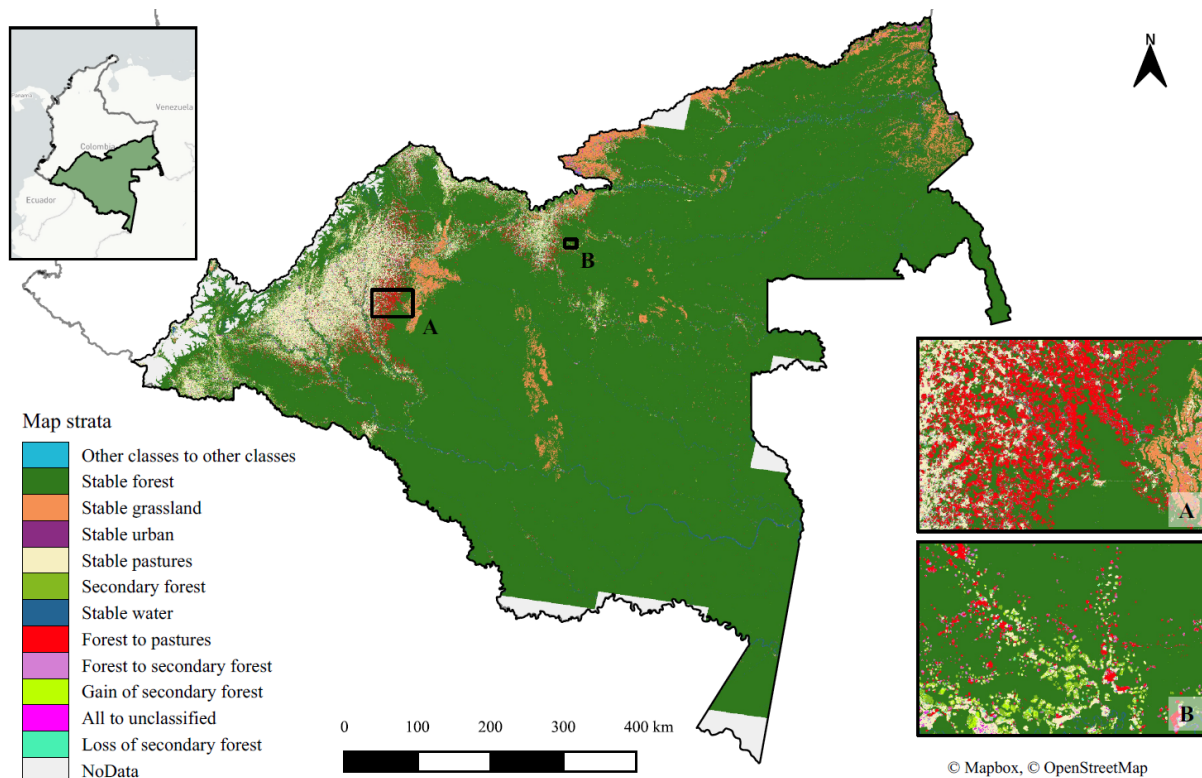 Panama
Venezuela
Colombia
Ecuador
N
B
A
Map strata
Other classes to other classes
Stable forest
Stable grassland
Stable urban
Stable pastures
Secondary forest
Stable water
Forest to pastures
Forest to secondary forest
Gain of secondary forest
All to unclassified
Loss of secondary forest
NoData
0 100 200 300 400 km
A
B
© Mapbox, © OpenStreetMap